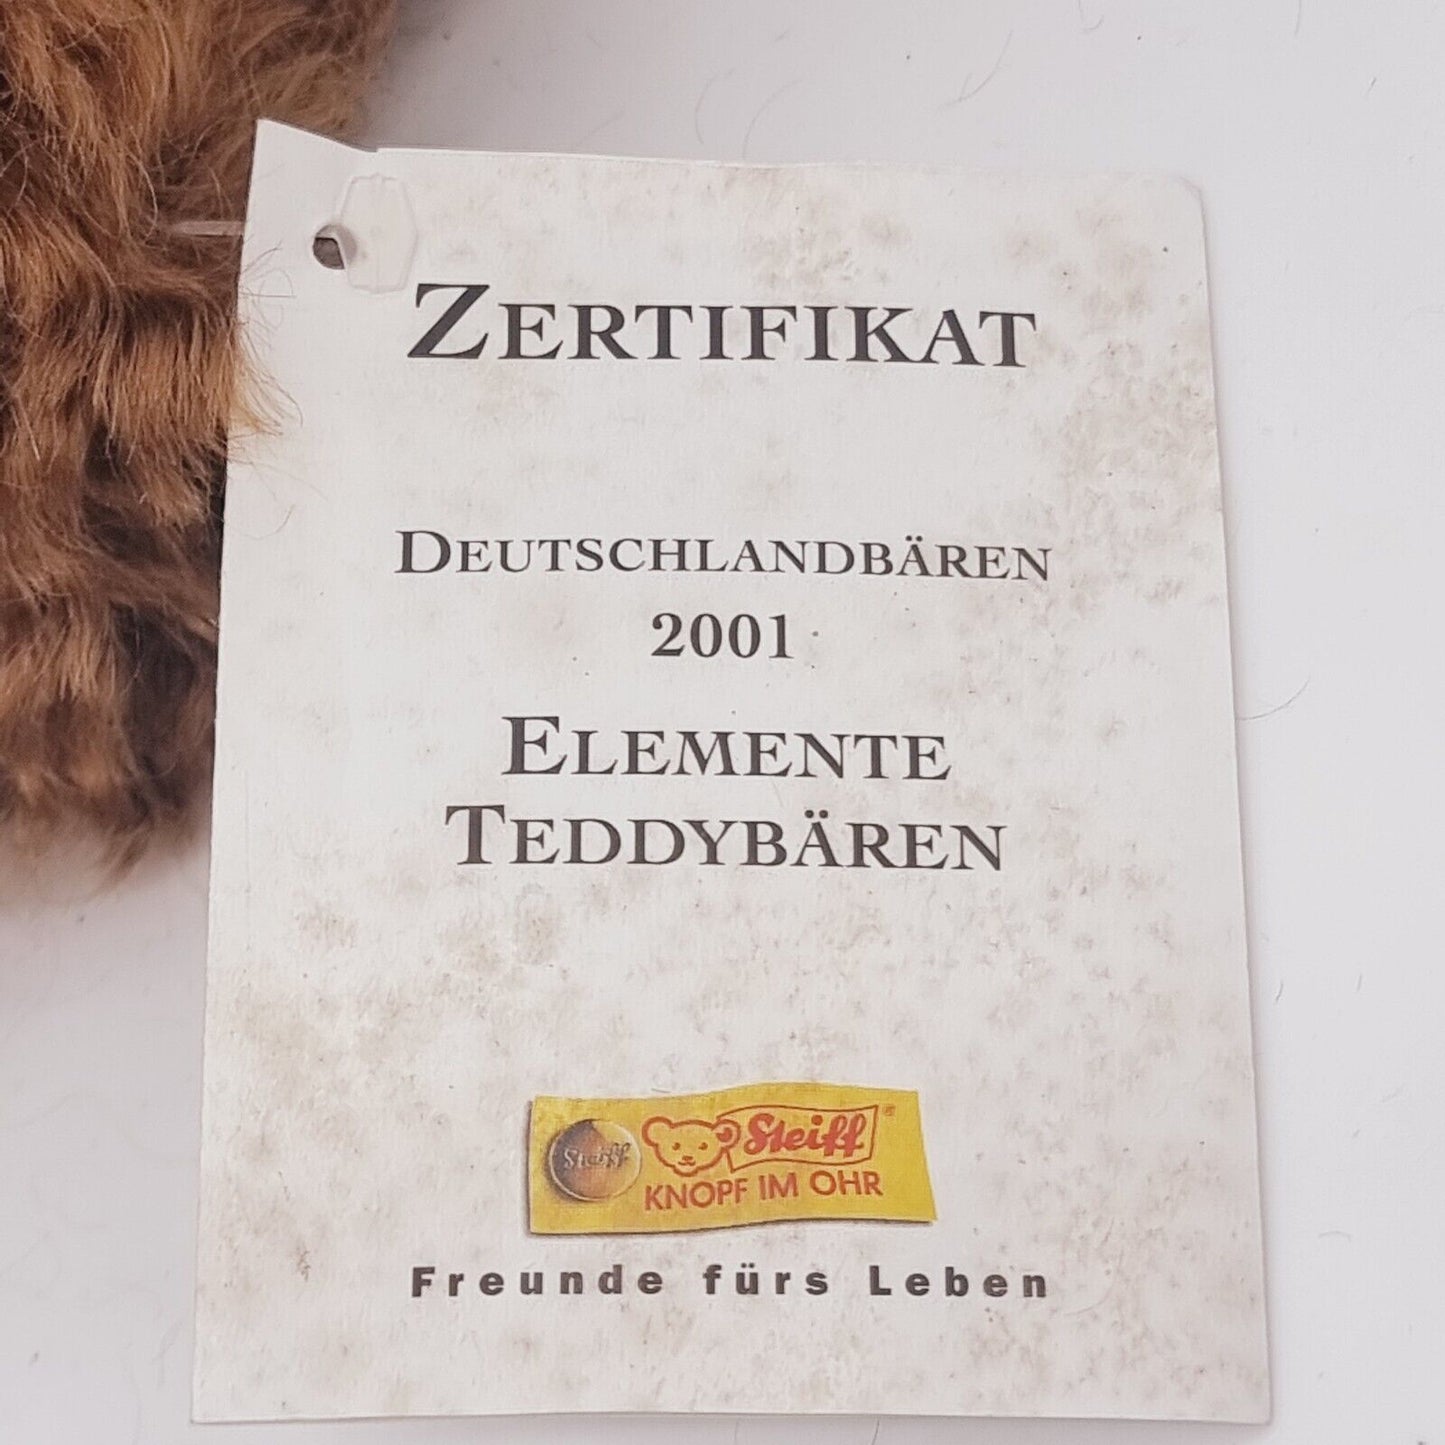 ZERTIFIKAT
DEUTSCHLANDBÄREN
2001
ELEMENTE
TEDDYBÄREN
Steiff
Steiff®
KNOPF IM OHR
Freunde fürs Leben